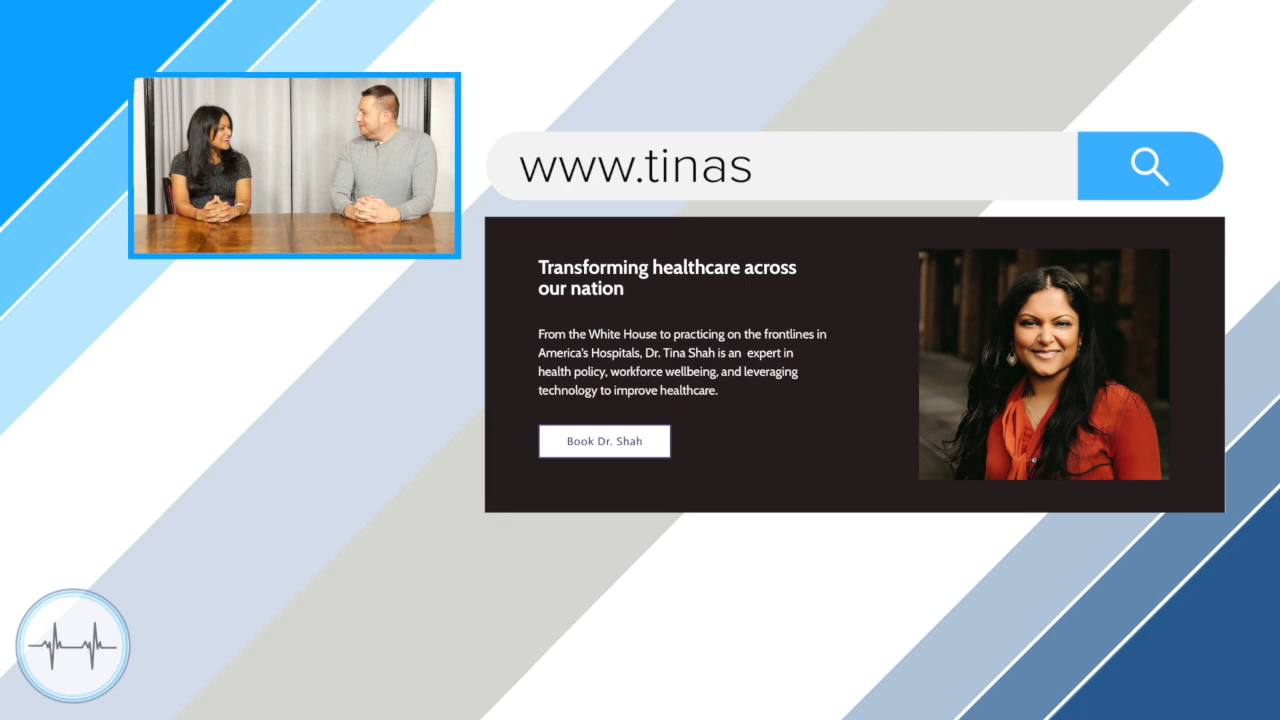 www.tinas
Transforming healthcare across
our nation
From the White House to practicing on the frontlines in
America's Hospitals, Dr. Tina Shah is an expert in
health policy, workforce wellbeing, and leveraging
technology to improve healthcare.
Book Dr. Shah